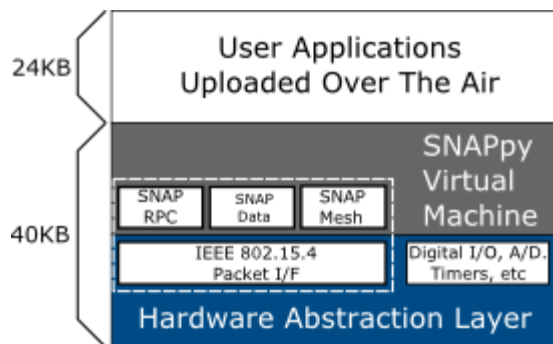 24KB
User Applications
Uploaded Over The Air
SNAPpy
Virtual
Machine
40KB
SNAP
RPC
SNAP
Data
SNAP
Mesh
IEEE 802.15.4
Packet I/F
Digital I/O, A/D.
Timers, etc
Hardware Abstraction Layer